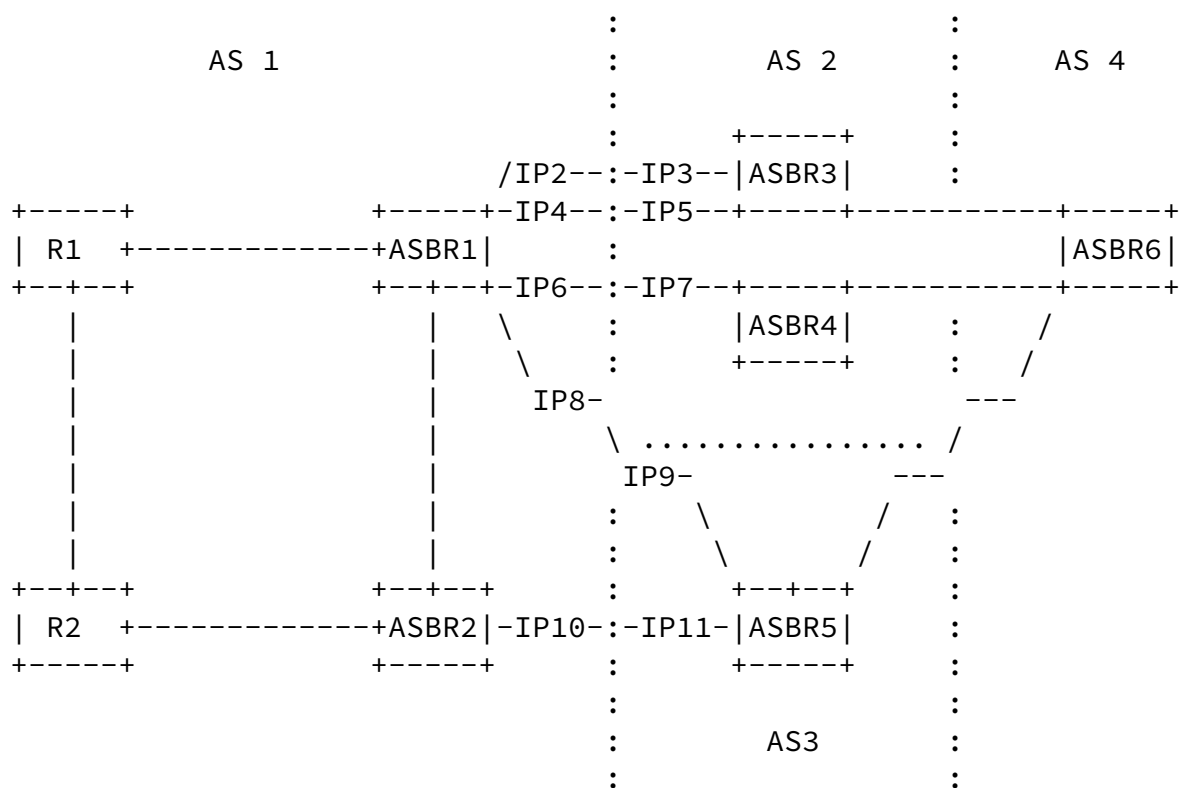 AS 1 : AS 2 : AS 4
/IP2--:-IP3--|ASBR3| :
+-----+ +-----+-IP4--:-IP5--+-----+-----------+-----+
| R1 +-------------+ASBR1| : |ASBR6|
+--+--+ +--+--+-IP6--:-IP7--+-----+-----------+-----+
| | \ : |ASBR4| : /
IP8-
IP9-
| R2 +-------------+ASBR2|-IP10-:-IP11-|ASBR5| :
: AS3 :